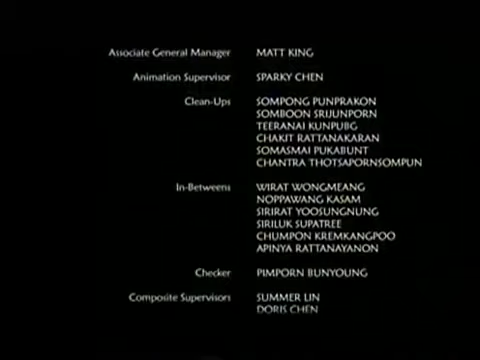 Associate General Manager MATT KING
Animation Supervisor SPARKY CHEN
Clean-Ups SOMPONG PUNPRAKON
SOMBOON SRIJUNPORN
TEERANAI KUNPUBG
CHAKIT RATTANAKARAN
SOMASMAI PUKABUNT
CHANTRA THOTSAPORNSOMPUN
In-Betweens WIRAT WONGMEANG
NOPPAWANG KASAM
SIRIRAT YOOSUNGNUNG
SIRILUK SUPATREE
CHUMPON KREMKANGPOO
APINYA RATTANAYANON
Checker PIMPORN BUNYOUNG
Composite Supervisors SUMMER LIN
DORIS CHEN